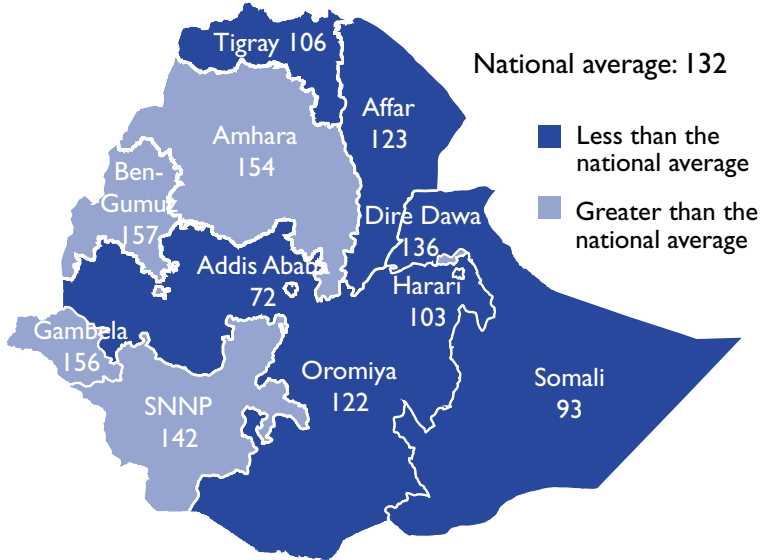 Tigray 106
National average: 132
Affar
123
Less than the
national average
Amhara
154
Ben-
Gumuz
157
Greater than the
national average
Dire Dawa
136
Addis Ababa
72
Harari
103
Gambela
156
Oromiya
122
Somali
93
SNNP
142